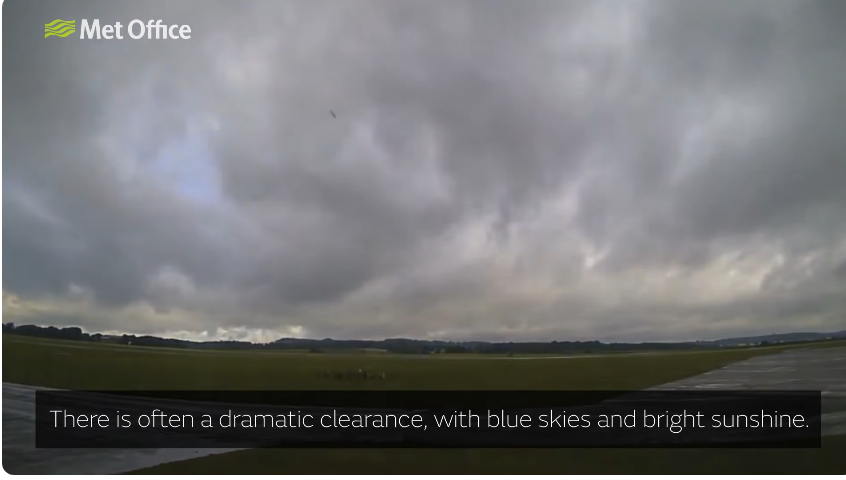 Met Office
There is often a dramatic clearance, with blue skies and bright sunshine.